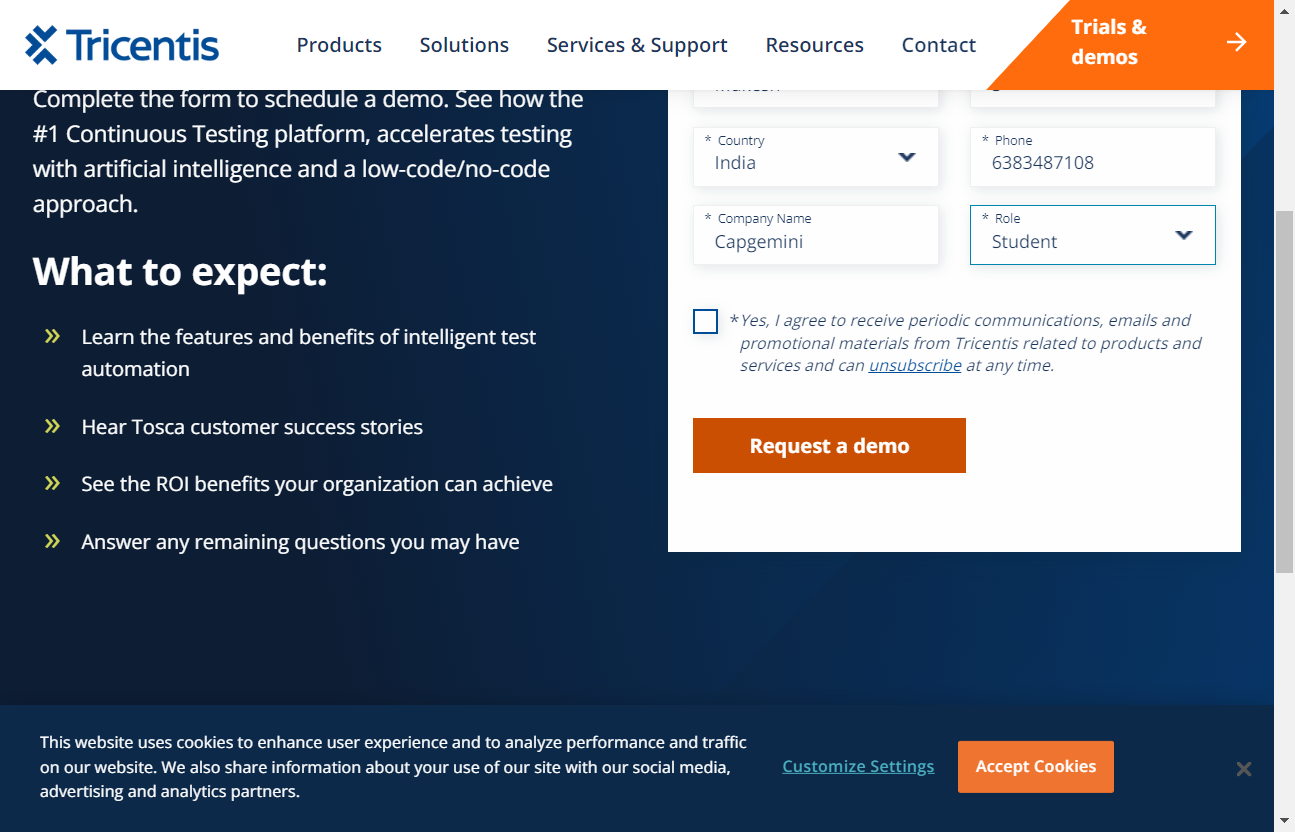 Tricentis
Products
Solutions
Services & Support
Resources
Contact
Trials &
demos
Complete the form to schedule a demo. See how the
#1 Continuous Testing platform, accelerates testing
with artificial intelligence and a low-code/no-code
approach.
What to expect:
» Learn the features and benefits of intelligent test
automation
» Hear Tosca customer success stories
» See the ROI benefits your organization can achieve
» Answer any remaining questions you may have
* Country
India
* Phone
6383487108
* Company Name
Capgemini
* Role
Student
*Yes, I agree to receive periodic communications, emails and
promotional materials from Tricentis related to products and
services and can unsubscribe at any time.
Request a demo
This website uses cookies to enhance user experience and to analyze performance and traffic
on our website. We also share information about your use of our site with our social media,
advertising and analytics partners.
Customize Settings
Accept Cookies